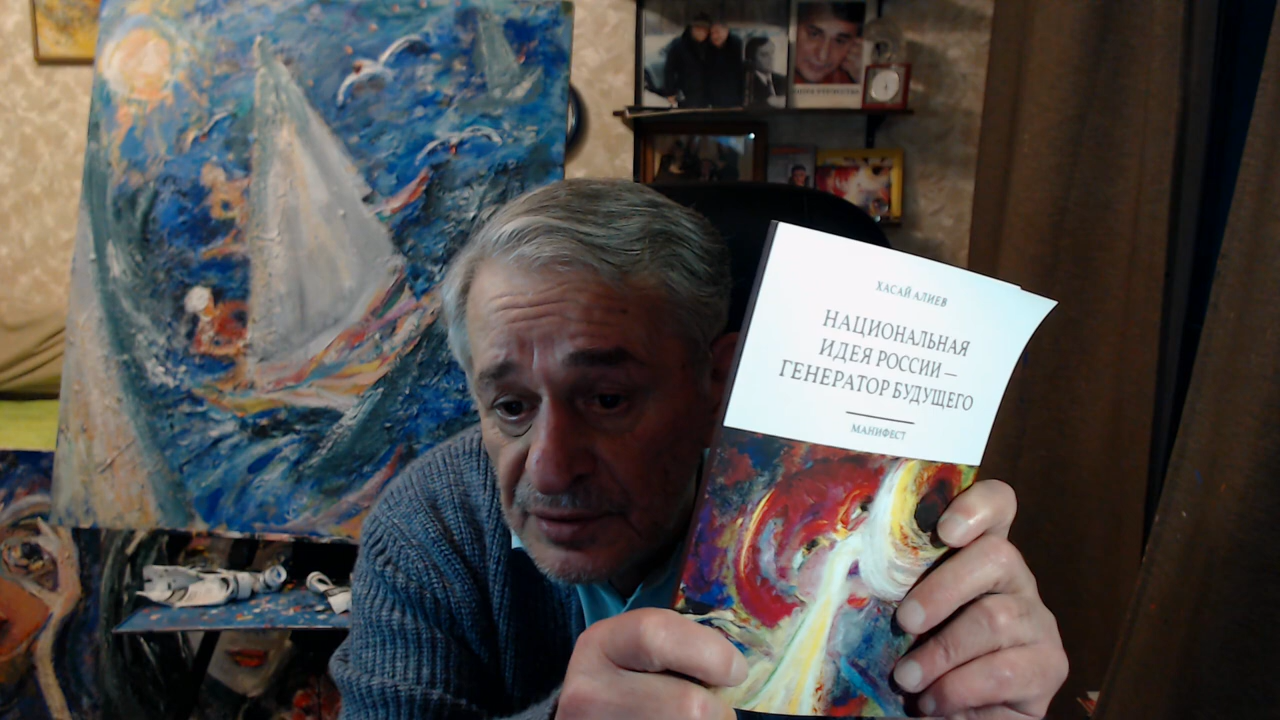 ХАСАЙ АЛИЕВ
НАЦИОНАЛЬНАЯ
ИДЕЯ РОССИИ —
ГЕНЕРАТОР БУДУЩЕГО
МАНИФЕСТ